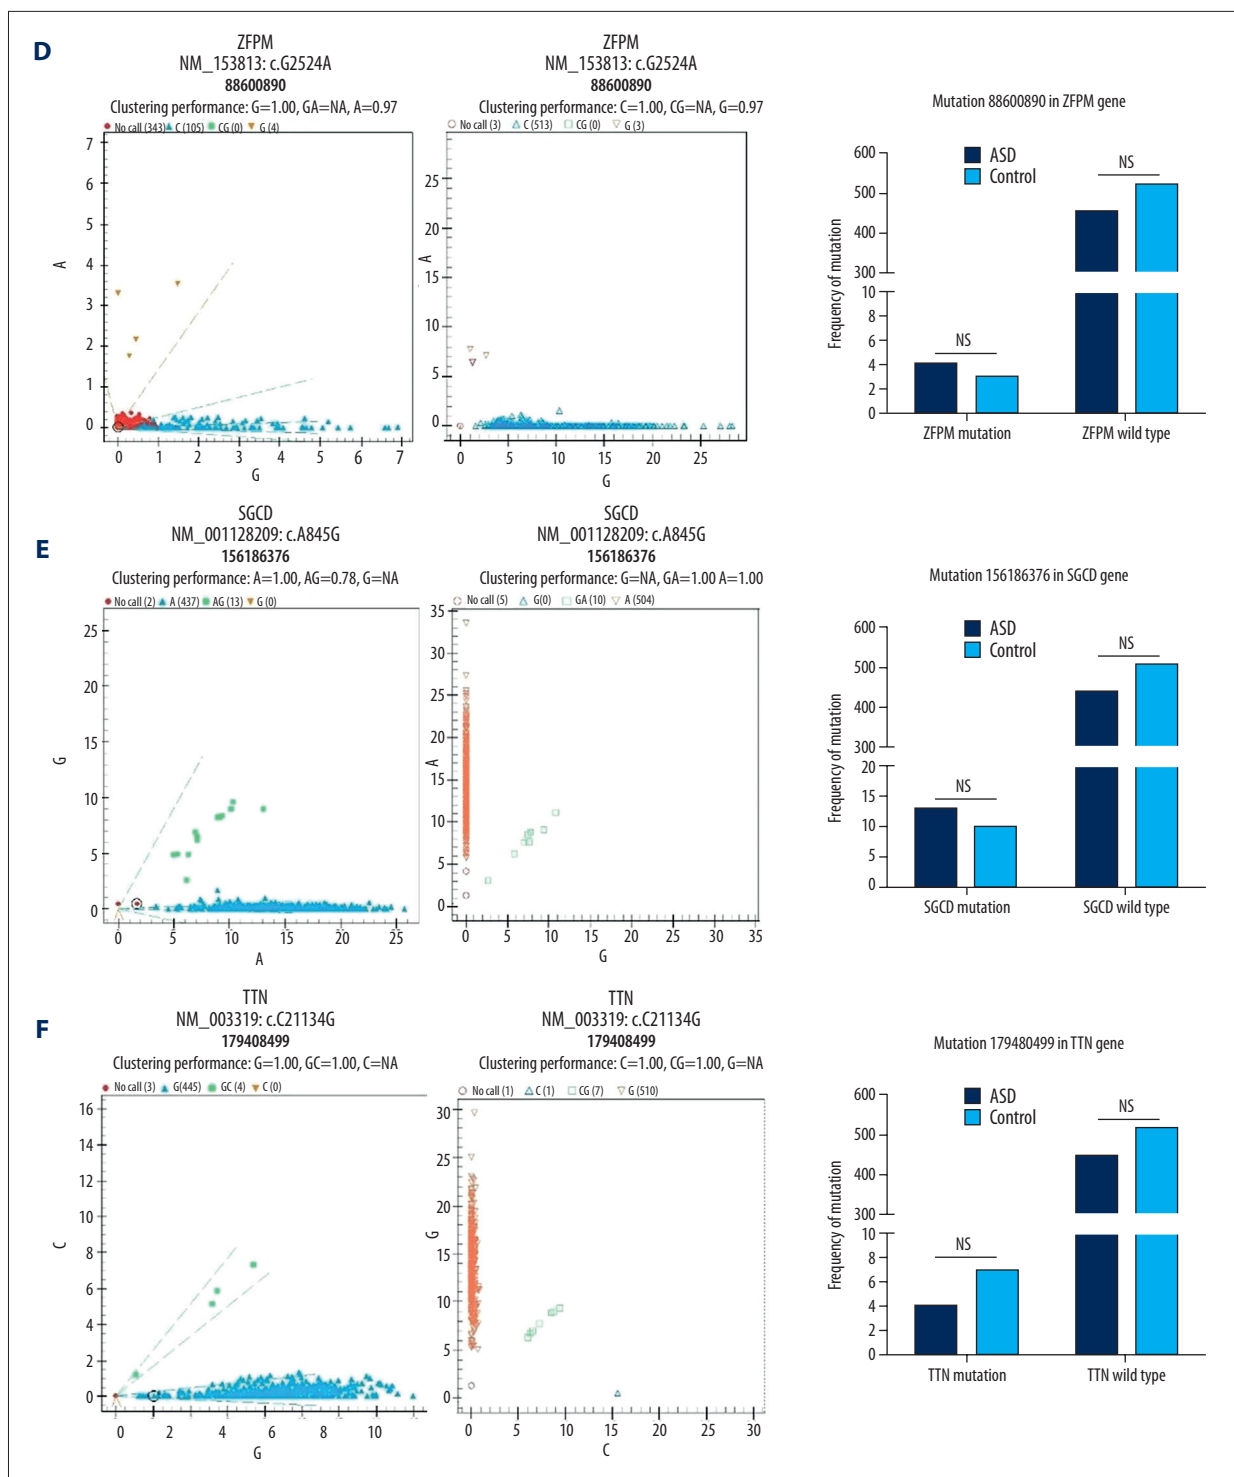 D
ZFPM
NM_153813: c.G2524A
88600890
Clustering performance: G=1.00, GA=NA, A=0.97
No call (343) C (105) CG (0) G (4)
7
6
5
4
3
2
1
0
A
0 1 2 3 4 5 6 7
G
ZFPM
NM_153813: c.G2524A
88600890
Clustering performance: C=1.00, CG=NA, G=0.97
No call (3) C (513) CG (0) G (3)
25
20
15
10
5
0
A
0 5 10 15 20 25
G
Mutation 88600890 in ZFPM gene
ASD
Control
600
500
400
300
10
8
6
4
2
0
Frequency of mutation
NS
NS
ZFPM mutation ZFPM wild type
E
SGCD
NM_001128209: c.A845G
156186376
Clustering performance: A=1.00, AG=0.78, G=NA
No call (2) A (437) AG (13) G (0)
25
20
15
10
5
0
G
0 5 10 15 20 25
A
SGCD
NM_001128209: c.A845G
156186376
Clustering performance: G=NA, GA=1.00 A=1.00
No call (5) G(0) GA (10) A (504)
35
30
25
20
15
10
5
0
A
0 5 10 15 20 25 30 35
G
Mutation 156186376 in SGCD gene
ASD
Control
600
500
400
300
20
15
10
5
0
Frequency of mutation
NS
NS
SGCD mutation SGCD wild type
F
TTN
NM_003319: c.C21134G
179408499
Clustering performance: G=1.00, GC=1.00, C=NA
No call (3) G(445) GC (4) C (0)
16
14
12
10
8
6
4
2
0
C
0 2 4 6 8 10
G
TTN
NM_003319: c.C21134G
179408499
Clustering performance: C=1.00, CG=1.00, G=NA
No call (1) C (1) CG (7) G (510)
30
25
20
15
10
5
0
G
0 5 10 15 20 25 30
C
Mutation 179480499 in TTN gene
ASD
Control
600
500
400
300
10
8
6
4
2
0
Frequency of mutation
NS
NS
TTN mutation TTN wild type